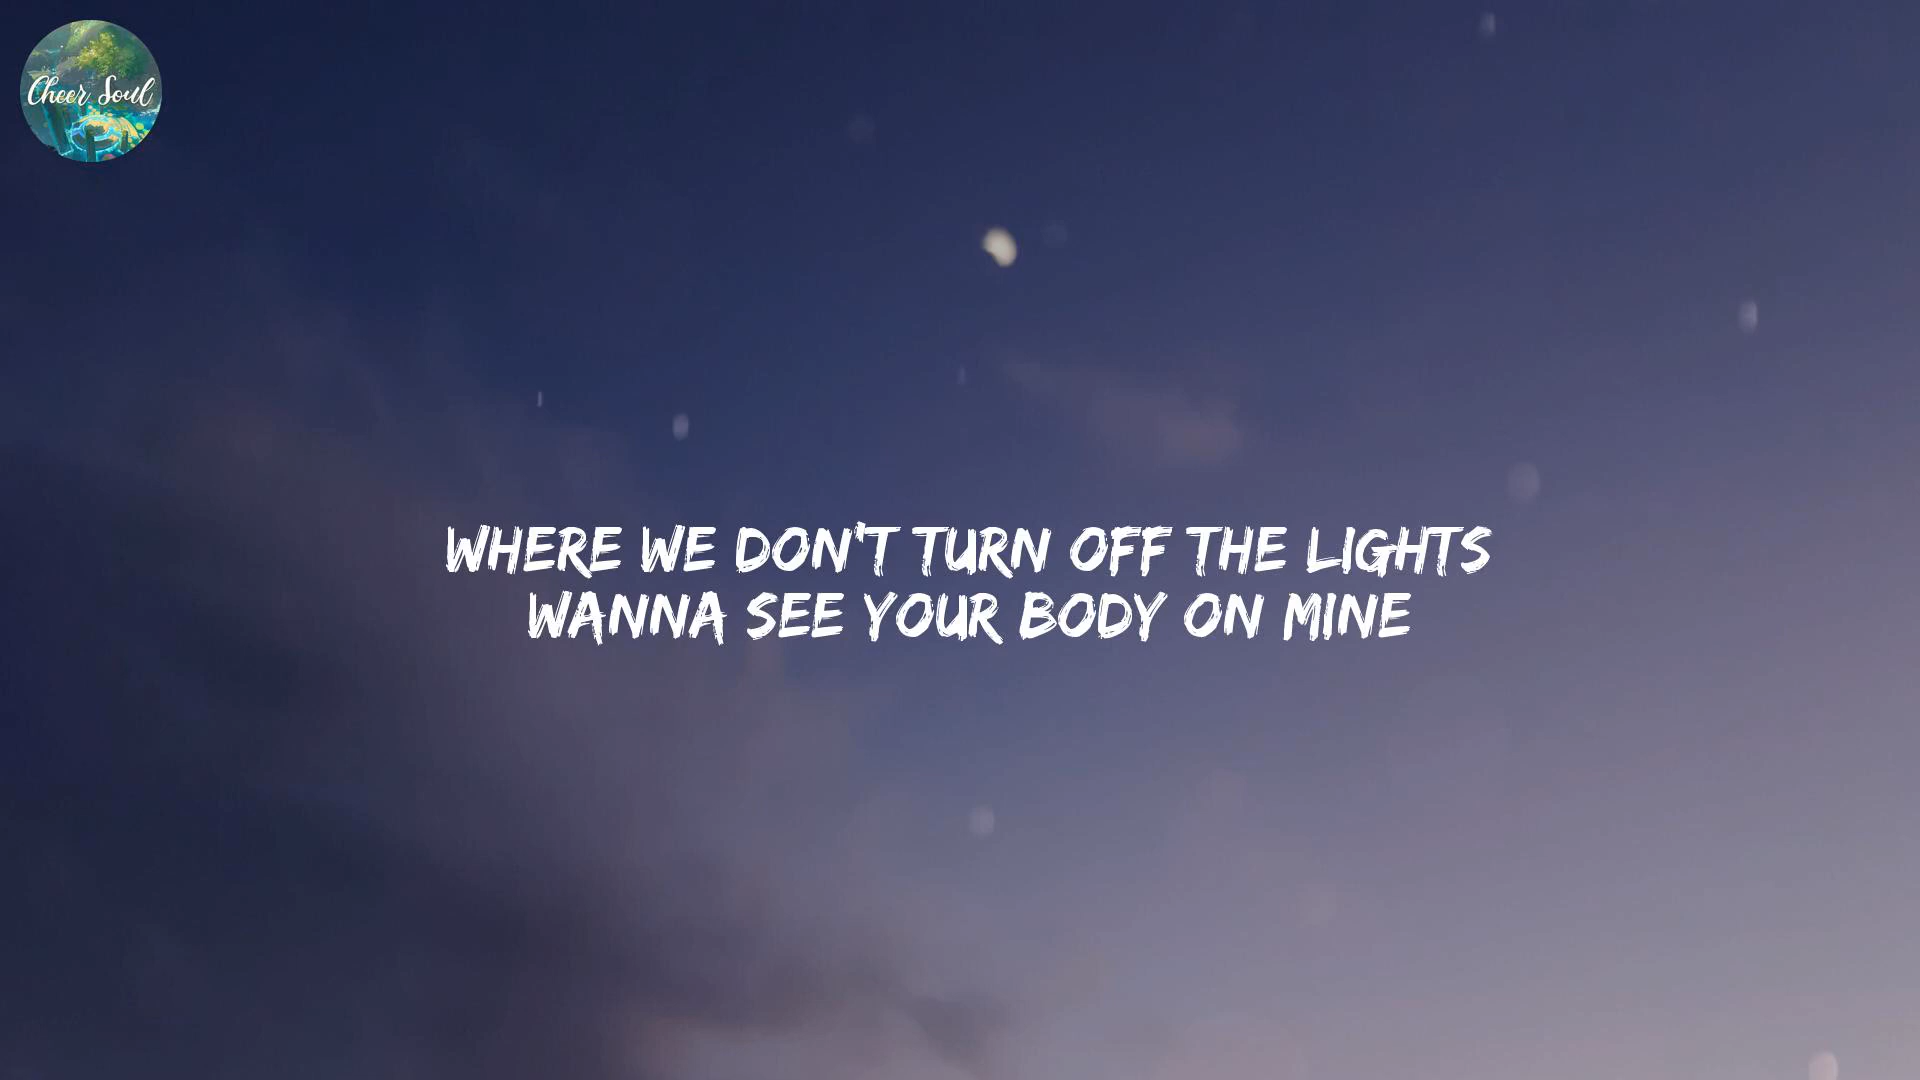 Cheer Soul
WHERE WE DON'T TURN OFF THE LIGHTS
WANNA SEE YOUR BODY ON MINE